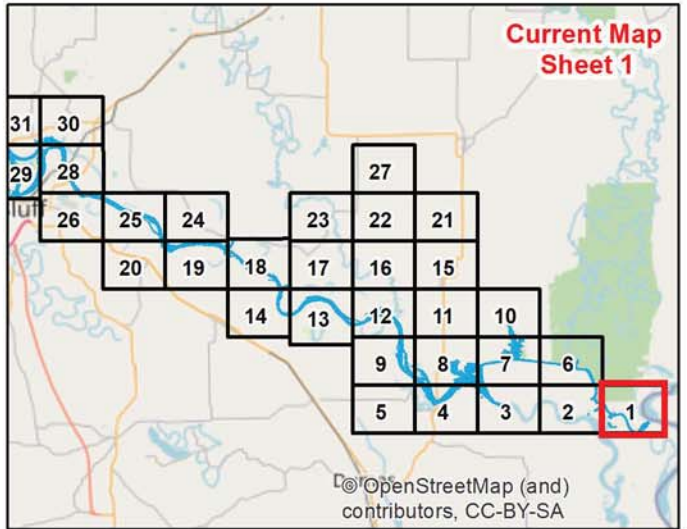 Current Map
Sheet 1
31 30
29 28 27
Bluff
26 25 24 23 22 21
20 19 18 17 16 15
14 13 12 11 10
9 8 7 6
5 4 3 2 1
© OpenStreetMap (and)
contributors, CC-BY-SA